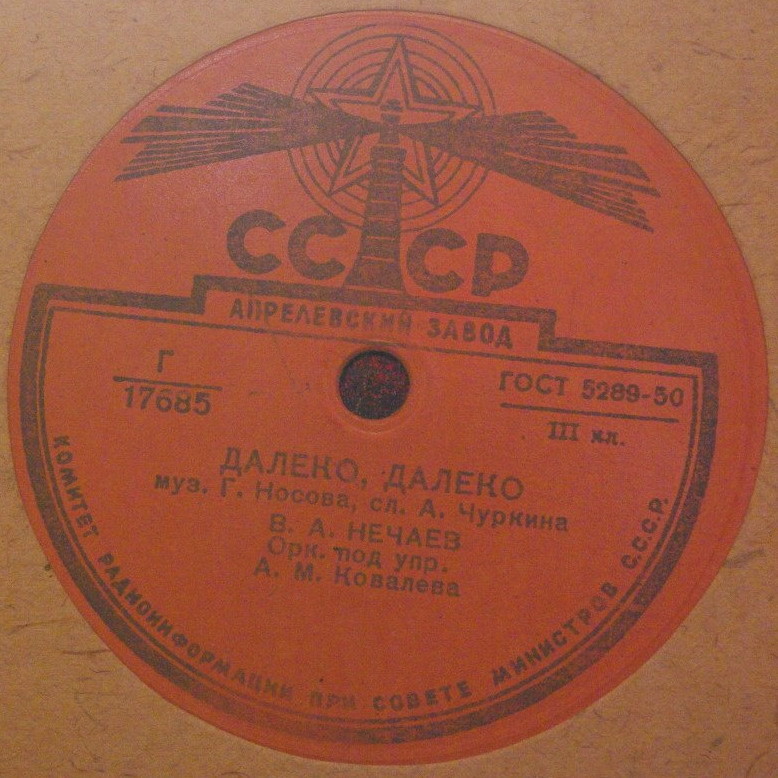 СССР
АПРЕЛЕВСКИЙ ЗАВОД
Г
17685
ГОСТ 5289-50
III кл.
ДАЛЕКО, ДАЛЕКО
муз. Г. Носова, сл. А. Чуркина
В. А. НЕЧАЕВ
Орк. под упр.
А. М. Ковалева
КОМИТЕТ РАДИОИНФОРМАЦИИ ПРИ СОВЕТЕ МИНИСТРОВ С.С.С.Р.